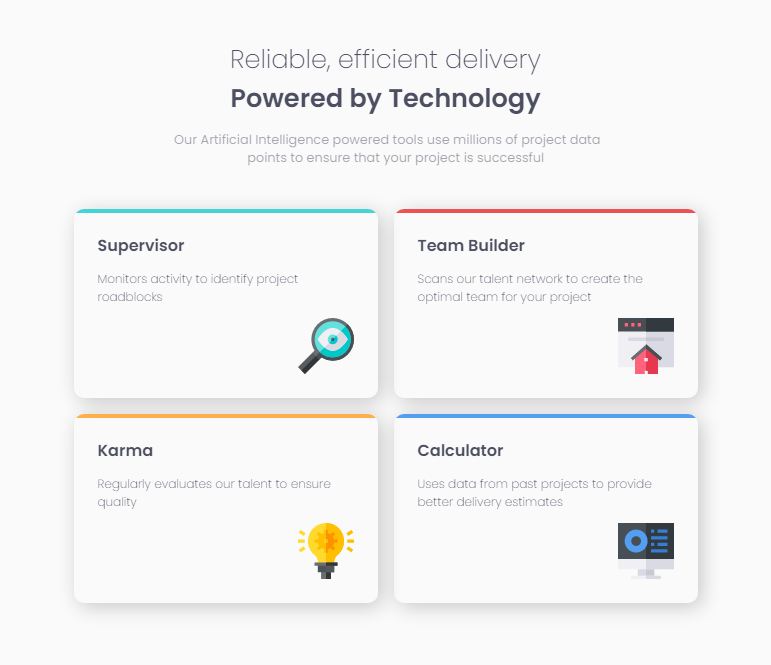 Reliable, efficient delivery
Powered by Technology
Our Artificial Intelligence powered tools use millions of project data
points to ensure that your project is successful
Supervisor
Monitors activity to identify project
roadblocks
Team Builder
Scans our talent network to create the
optimal team for your project
Karma
Regularly evaluates our talent to ensure
quality
Calculator
Uses data from past projects to provide
better delivery estimates